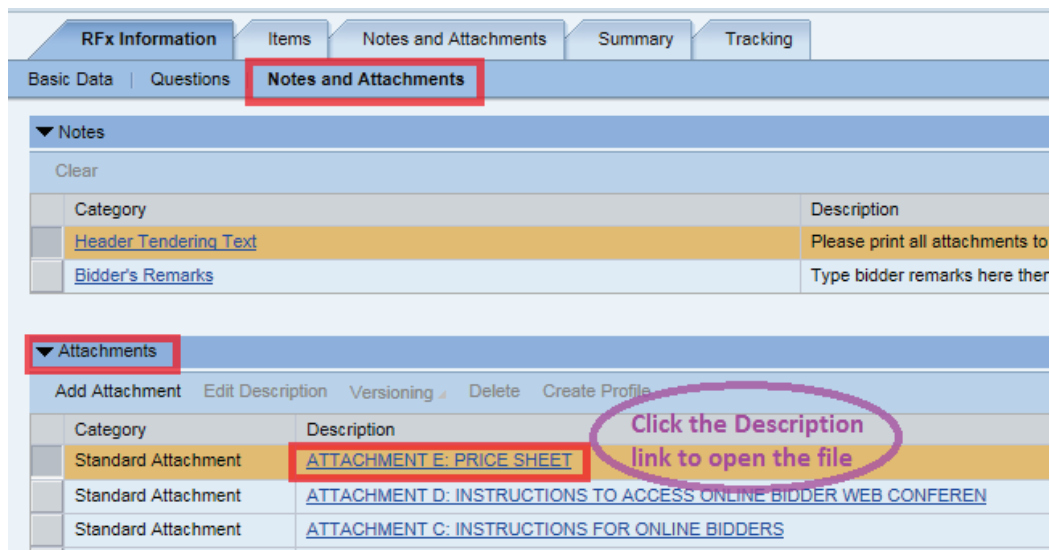 RFx Information Items Notes and Attachments Summary Tracking
Basic Data | Questions | Notes and Attachments
Notes
Clear
Category Description
Header Tendering Text Please print all attachments to
Bidder's Remarks Type bidder remarks here then
Attachments
Add Attachment Edit Description Versioning Delete Create Profile
Category Description
Click the Description
link to open the file
Standard Attachment ATTACHMENT E: PRICE SHEET
Standard Attachment ATTACHMENT D: INSTRUCTIONS TO ACCESS ONLINE BIDDER WEB CONFEREN
Standard Attachment ATTACHMENT C: INSTRUCTIONS FOR ONLINE BIDDERS